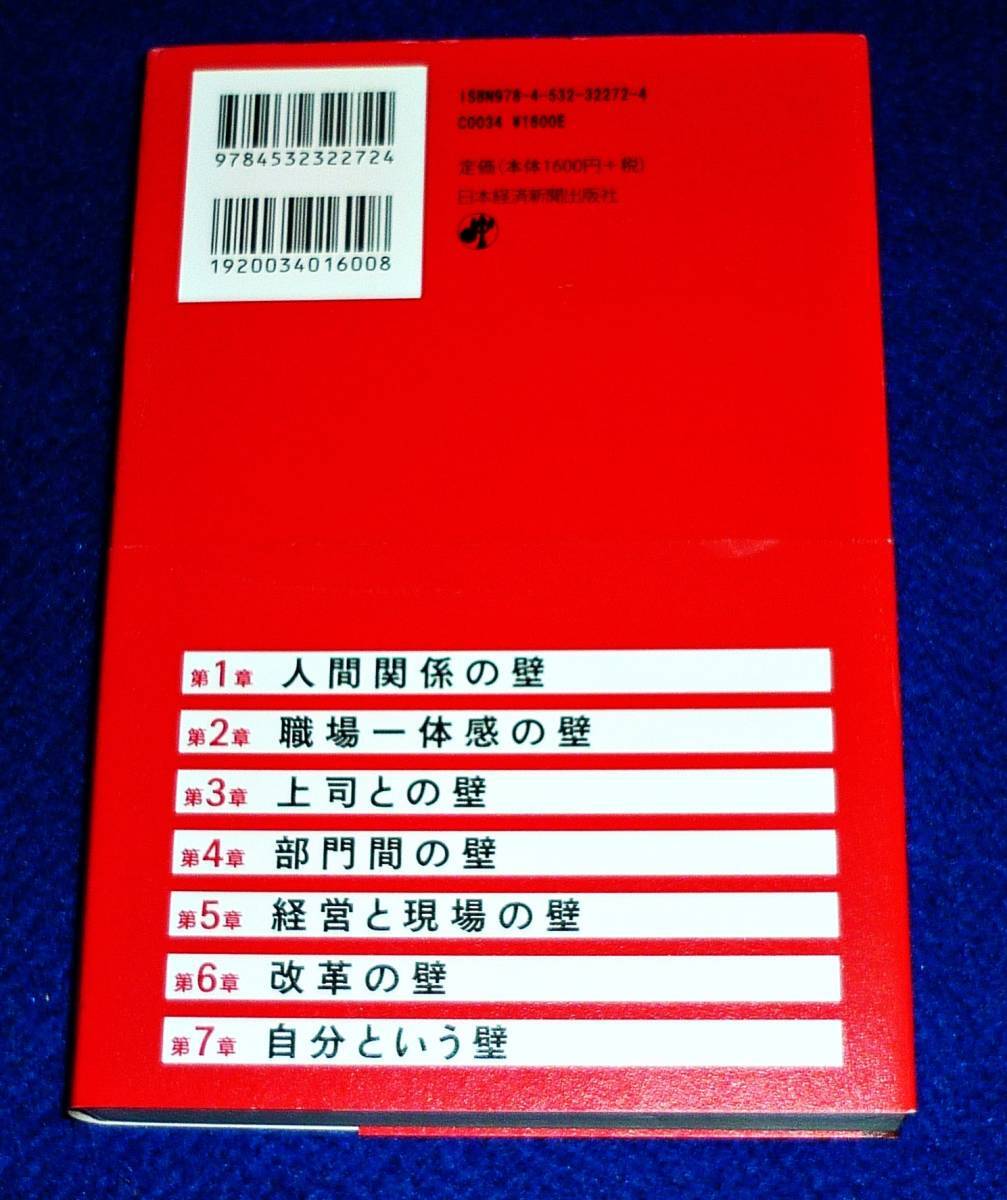 9784532322724
1920034016008
ISBN978-4-532-32272-4
C0034 ¥1600E
定価(本体1600円+税)
日本経済新聞出版社
第1章 人間関係の壁
第2章 職場一体感の壁
第3章 上司との壁
第4章 部門間の壁
第5章 経営と現場の壁
第6章 改革の壁
第7章 自分という壁